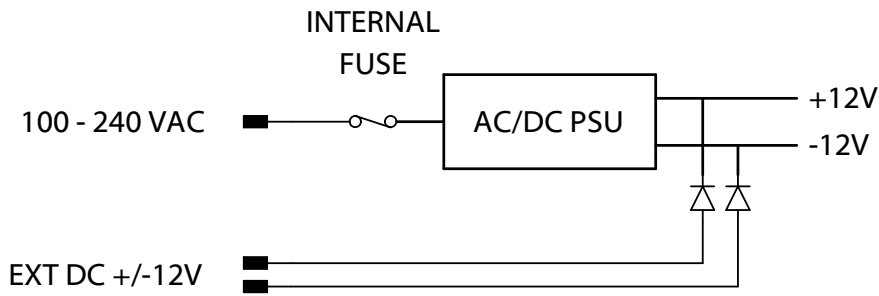 INTERNAL
FUSE
100 - 240 VAC
AC/DC PSU
+12V
-12V
EXT DC +/-12V